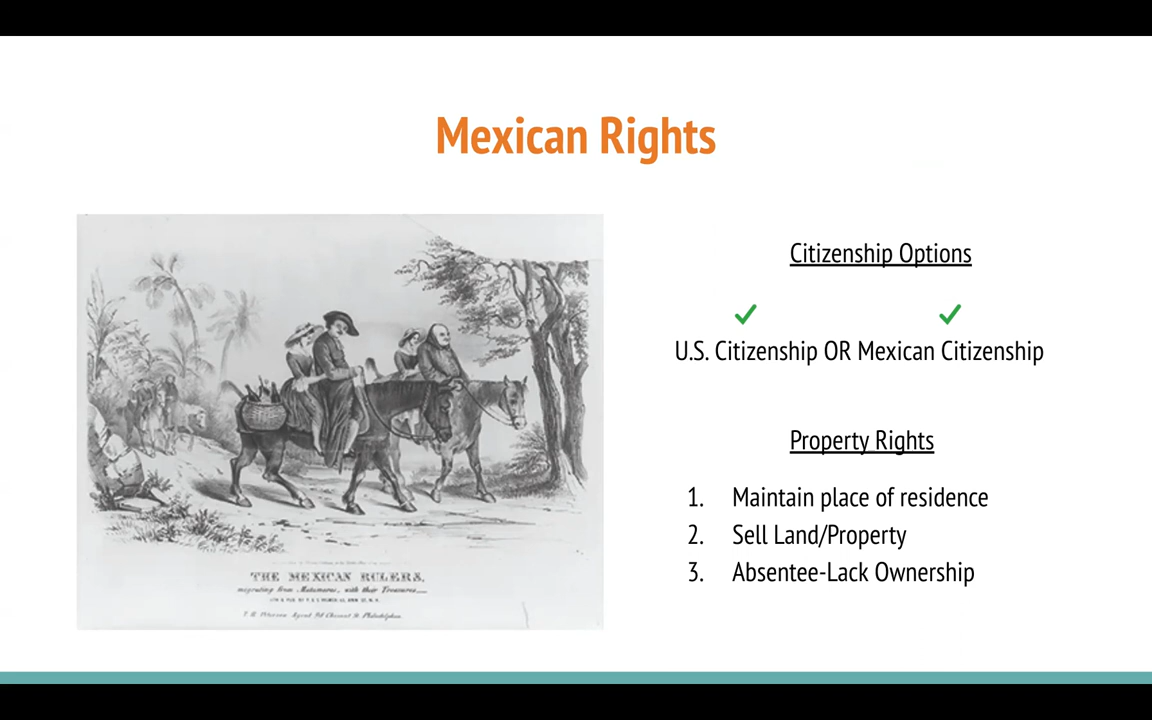 Mexican Rights
Citizenship Options
U.S. Citizenship OR Mexican Citizenship
Property Rights
1. Maintain place of residence
2. Sell Land/Property
3. Absentee-Lack Ownership
THE MEXICAN RULERS,
migrating from Matamoros, with their Treasures